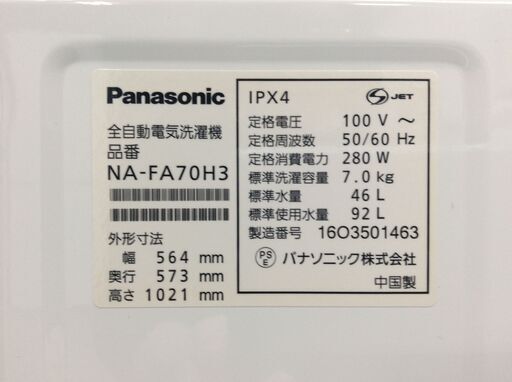 Panasonic
全自動電気洗濯機
品番
NA-FA70H3
外形寸法
幅 564 mm
奥行 573 mm
高さ 1021 mm
IPX4
S JET
定格電圧 100 V ～
定格周波数 50/60 Hz
定格消費電力 280 W
標準洗濯容量 7.0 kg
標準水量 46 L
標準使用水量 92 L
製造番号 16O3501463
PS
E
パナソニック株式会社
中国製